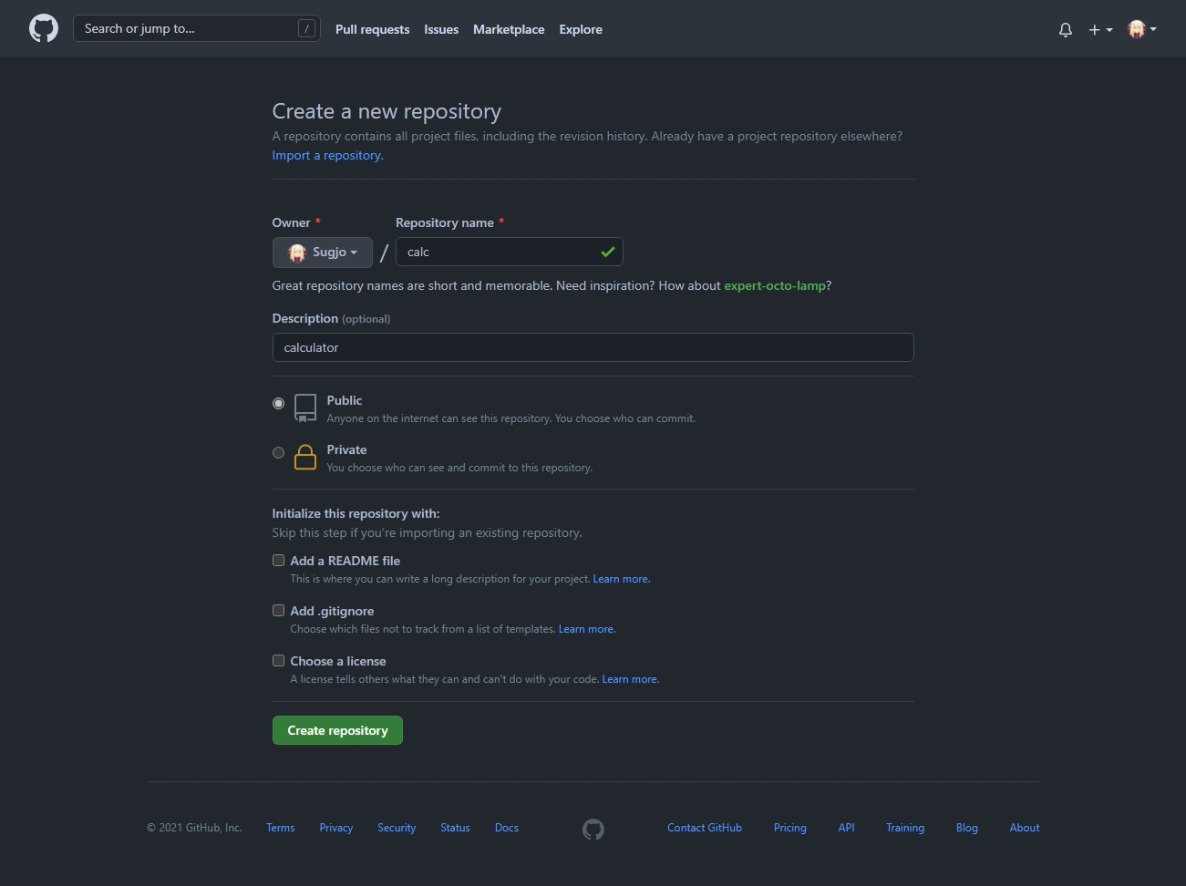 Search or jump to... /
Pull requests Issues Marketplace Explore
Create a new repository
A repository contains all project files, including the revision history. Already have a project repository elsewhere?
Import a repository.
Owner * Repository name *
Sugjo / calc
Great repository names are short and memorable. Need inspiration? How about expert-octo-lamp?
Description (optional)
calculator
Public
Anyone on the internet can see this repository. You choose who can commit.
Private
You choose who can see and commit to this repository.
Initialize this repository with:
Skip this step if you're importing an existing repository.
Add a README file
This is where you can write a long description for your project. Learn more.
Add .gitignore
Choose which files not to track from a list of templates. Learn more.
Choose a license
A license tells others what they can and can't do with your code. Learn more.
Create repository
© 2021 GitHub, Inc. Terms Privacy Security Status Docs Contact GitHub Pricing API Training Blog About